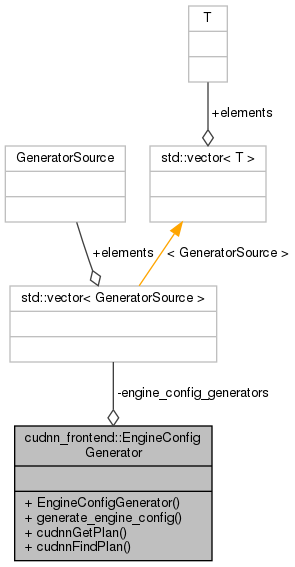 T
+elements
GeneratorSource
std::vector< T >
+elements
< GeneratorSource >
std::vector< GeneratorSource >
-engine_config_generators
cudnn_frontend::EngineConfig
Generator
+ EngineConfigGenerator()
+ generate_engine_config()
+ cudnnGetPlan()
+ cudnnFindPlan()